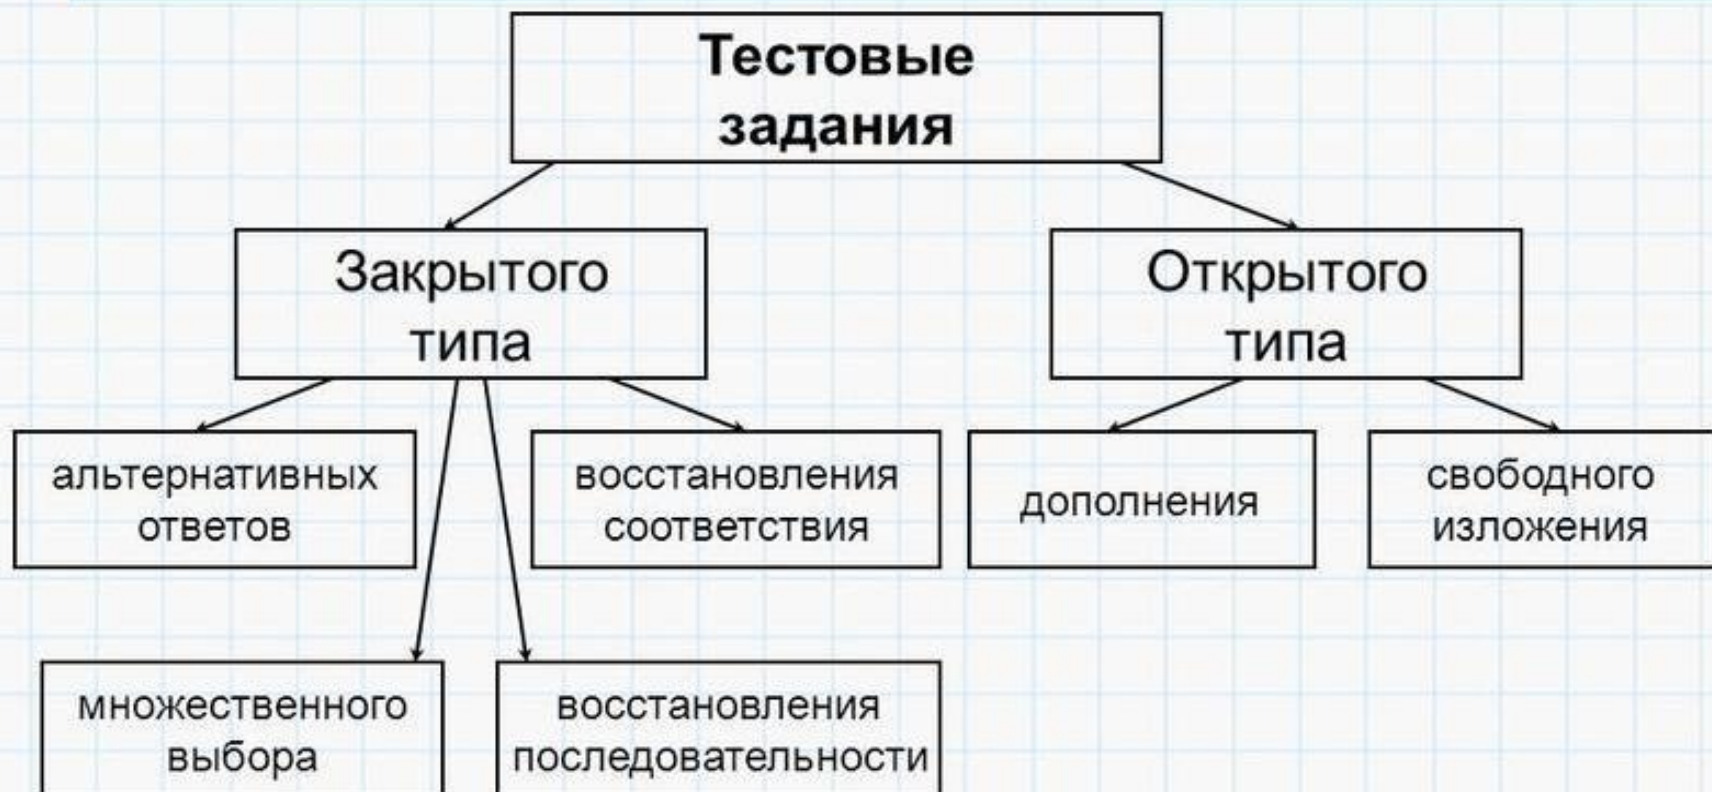 Тестовые
задания
Закрытого
типа
Открытого
типа
альтернативных
ответов
восстановления
соответствия
дополнения
свободного
изложения
множественного
выбора
восстановления
последовательности